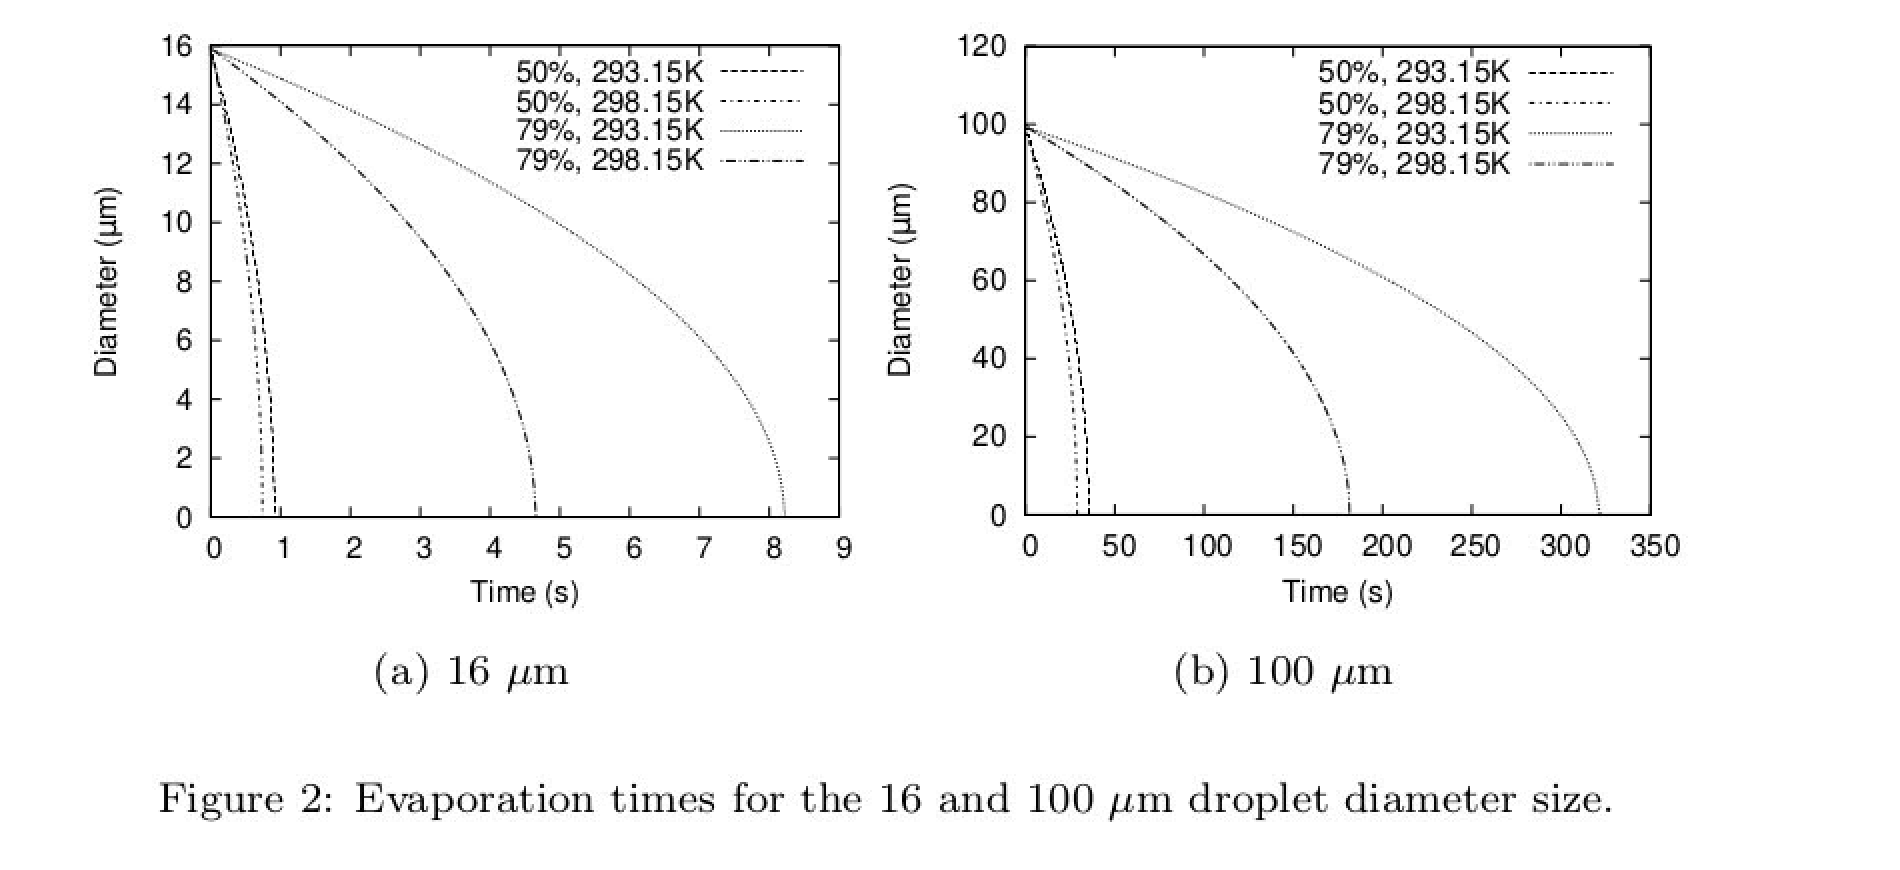 16
14
12
10
8
6
4
2
0
Diameter (µm)
50%, 293.15K
50%, 298.15K
79%, 293.15K
79%, 298.15K
0 1 2 3 4 5 6 7 8 9
Time (s)
(a) 16 µm
120
100
80
60
40
20
0
Diameter (µm)
50%, 293.15K
50%, 298.15K
79%, 293.15K
79%, 298.15K
0 50 100 150 200 250 300 350
Time (s)
(b) 100 µm
Figure 2: Evaporation times for the 16 and 100 µm droplet diameter size.